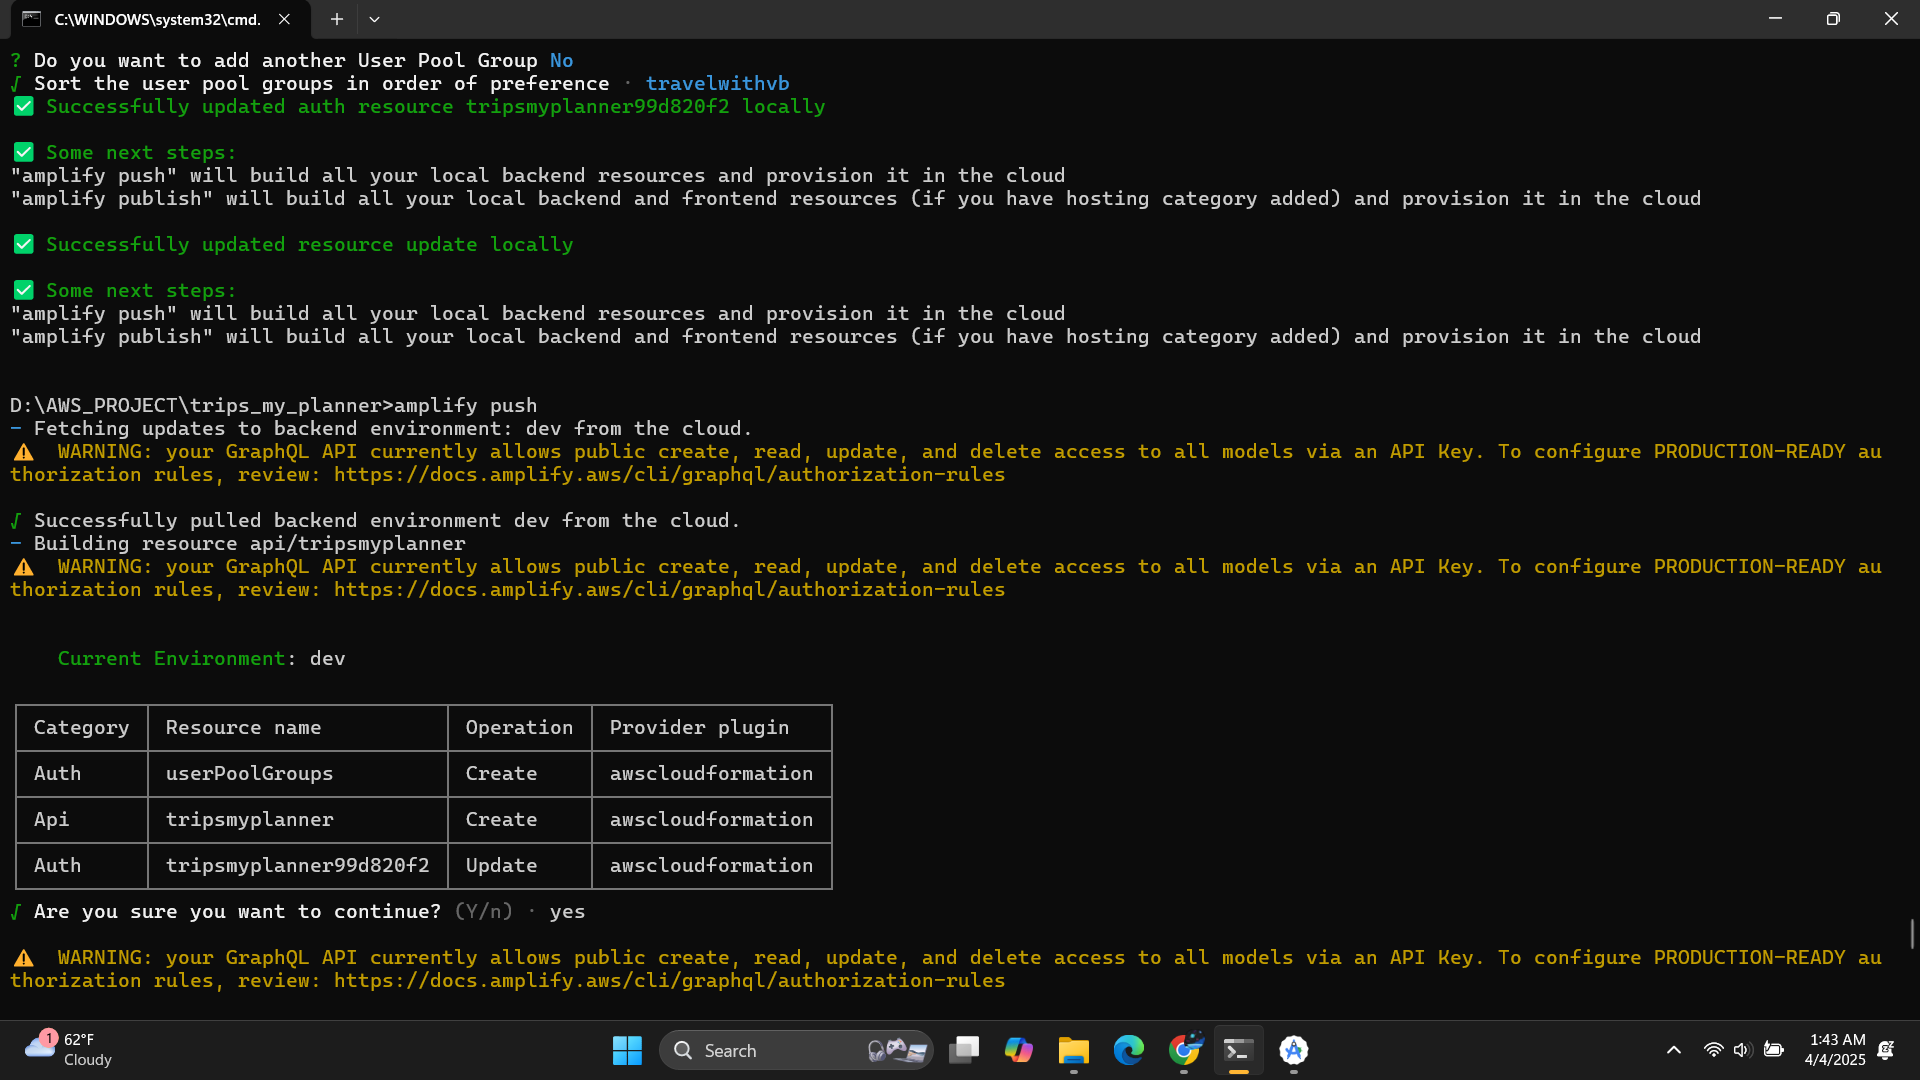 C:\WINDOWS\system32\cmd.
? Do you want to add another User Pool Group No
√ Sort the user pool groups in order of preference · travelwithvb
✅ Successfully updated auth resource tripsmyplanner99d820f2 locally
✅ Some next steps:
"amplify push" will build all your local backend resources and provision it in the cloud
"amplify publish" will build all your local backend and frontend resources (if you have hosting category added) and provision it in the cloud
✅ Successfully updated resource update locally
✅ Some next steps:
"amplify push" will build all your local backend resources and provision it in the cloud
"amplify publish" will build all your local backend and frontend resources (if you have hosting category added) and provision it in the cloud
D:\AWS_PROJECT\trips_my_planner>amplify push
– Fetching updates to backend environment: dev from the cloud.
⚠️ WARNING: your GraphQL API currently allows public create, read, update, and delete access to all models via an API Key. To configure PRODUCTION-READY au
thorization rules, review: https://docs.amplify.aws/cli/graphql/authorization-rules
√ Successfully pulled backend environment dev from the cloud.
– Building resource api/tripsmyplanner
⚠️ WARNING: your GraphQL API currently allows public create, read, update, and delete access to all models via an API Key. To configure PRODUCTION-READY au
thorization rules, review: https://docs.amplify.aws/cli/graphql/authorization-rules
Current Environment: dev
Category Resource name Operation Provider plugin
Auth userPoolGroups Create awscloudformation
Api tripsmyplanner Create awscloudformation
Auth tripsmyplanner99d820f2 Update awscloudformation
√ Are you sure you want to continue? (Y/n) · yes
⚠️ WARNING: your GraphQL API currently allows public create, read, update, and delete access to all models via an API Key. To configure PRODUCTION-READY au
thorization rules, review: https://docs.amplify.aws/cli/graphql/authorization-rules
1
62°F
Cloudy
Search
1:43 AM
4/4/2025